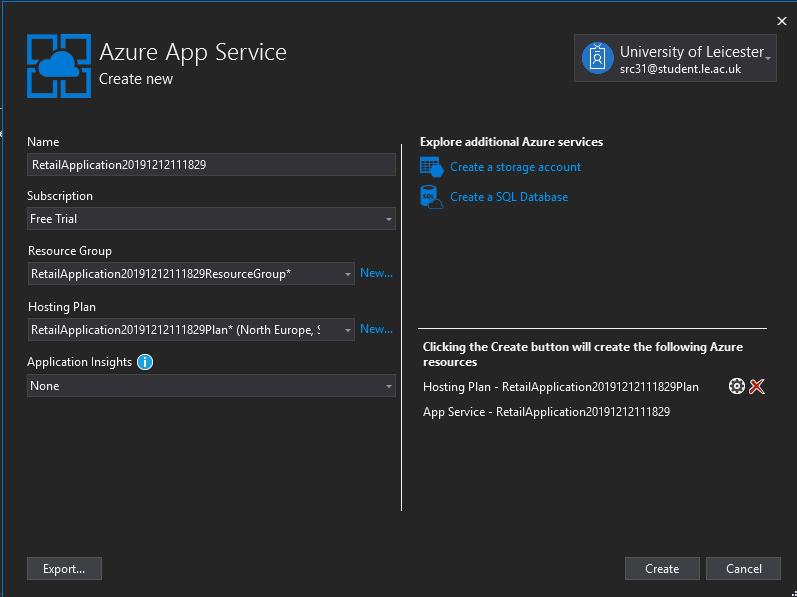 Azure App Service
Create new
University of Leicester
src31@student.le.ac.uk
Name
RetailApplication20191212111829
Subscription
Free Trial
Resource Group
RetailApplication20191212111829ResourceGroup*
New...
Hosting Plan
RetailApplication20191212111829Plan* (North Europe, S
New...
Application Insights
None
Explore additional Azure services
Create a storage account
SQL
Create a SQL Database
Clicking the Create button will create the following Azure
resources
Hosting Plan - RetailApplication20191212111829Plan
App Service - RetailApplication20191212111829
Export...
Create
Cancel